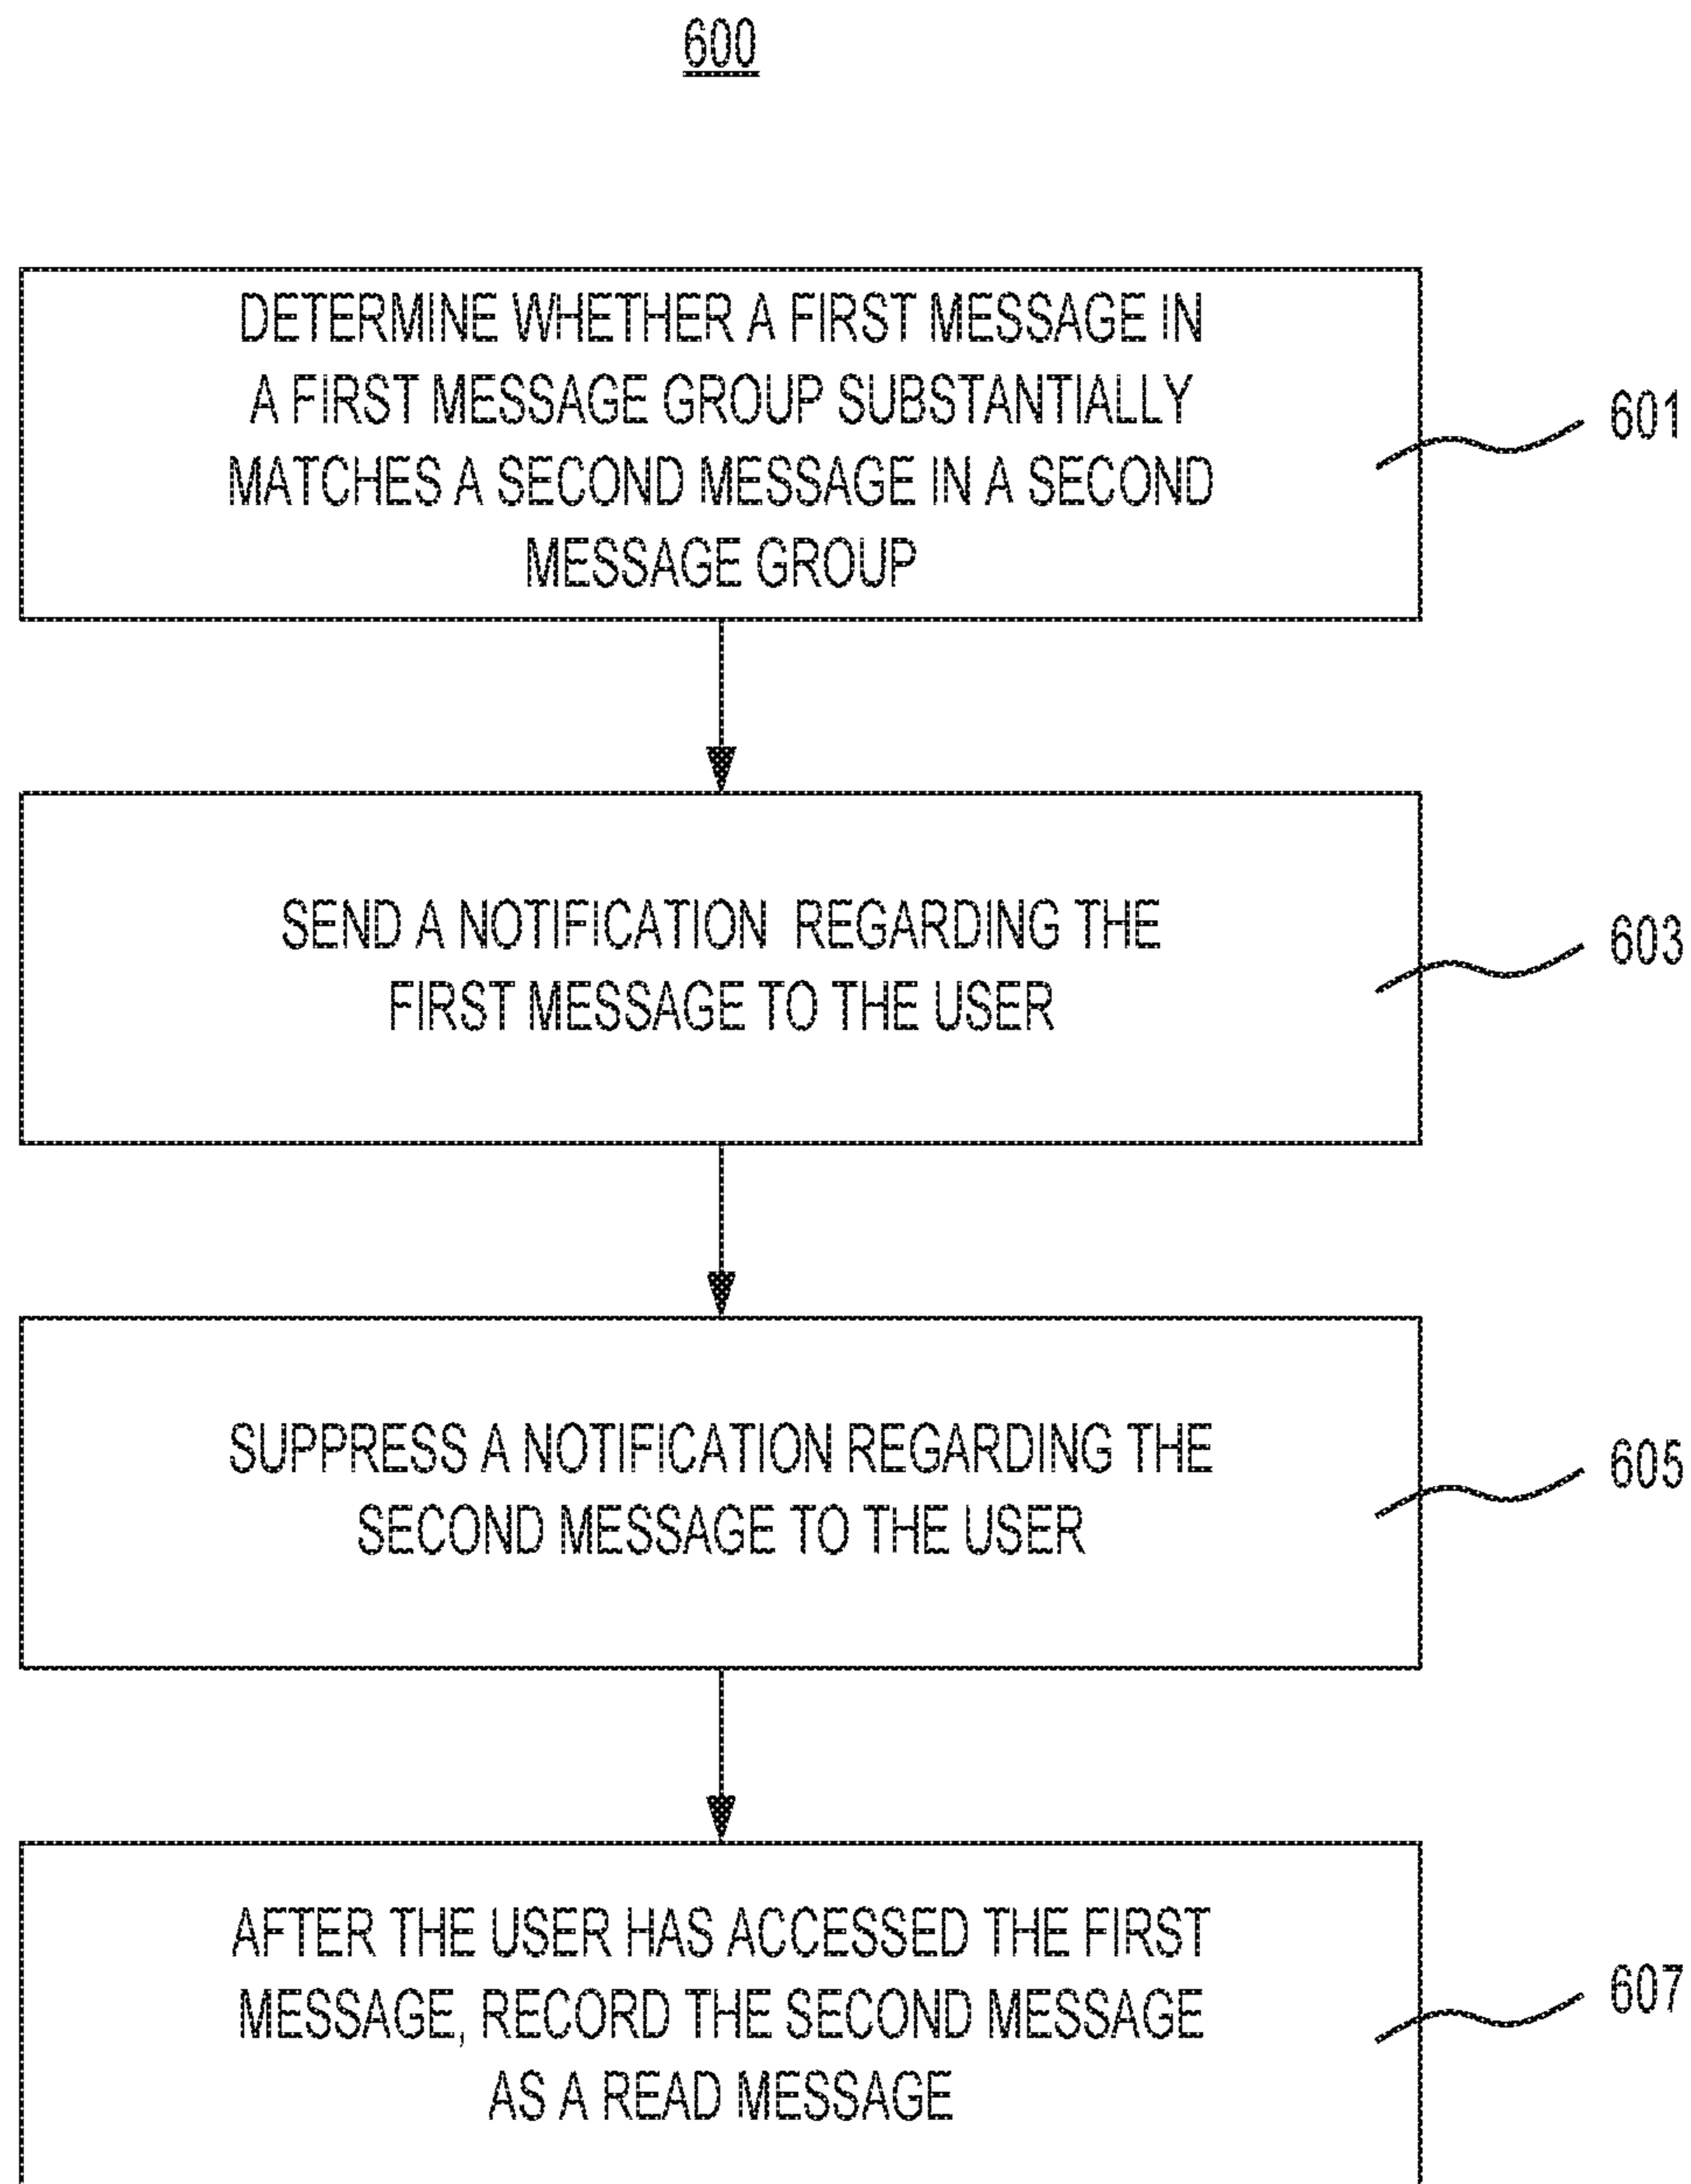 600
DETERMINE WHETHER A FIRST MESSAGE IN
A FIRST MESSAGE GROUP SUBSTANTIALLY
MATCHES A SECOND MESSAGE IN A SECOND
MESSAGE GROUP
601
SEND A NOTIFICATION REGARDING THE
FIRST MESSAGE TO THE USER
603
SUPPRESS A NOTIFICATION REGARDING THE
SECOND MESSAGE TO THE USER
605
AFTER THE USER HAS ACCESSED THE FIRST
MESSAGE, RECORD THE SECOND MESSAGE
AS A READ MESSAGE
607